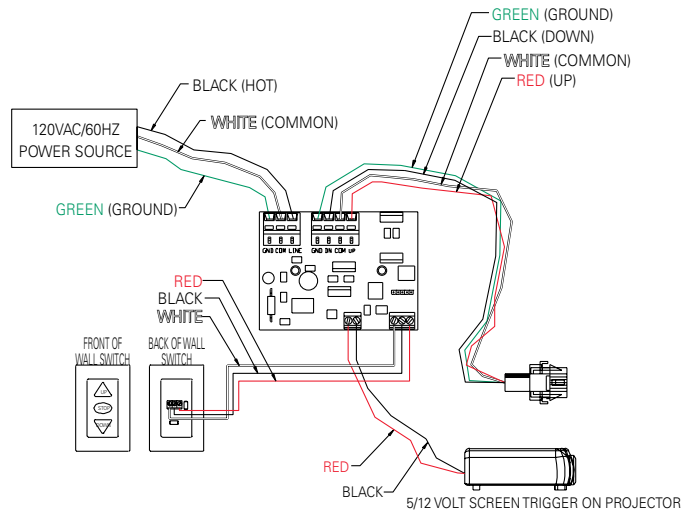 GREEN (GROUND)
BLACK (DOWN)
WHITE (COMMON)
RED (UP)
BLACK (HOT)
WHITE (COMMON)
120VAC/60HZ
POWER SOURCE
GREEN (GROUND)
GND COM LINE
GND DN COM UP
RED
BLACK
WHITE
FRONT OF
WALL SWITCH
BACK OF WALL
SWITCH
UP
STOP
DOWN
RED
BLACK
5/12 VOLT SCREEN TRIGGER ON PROJECTOR